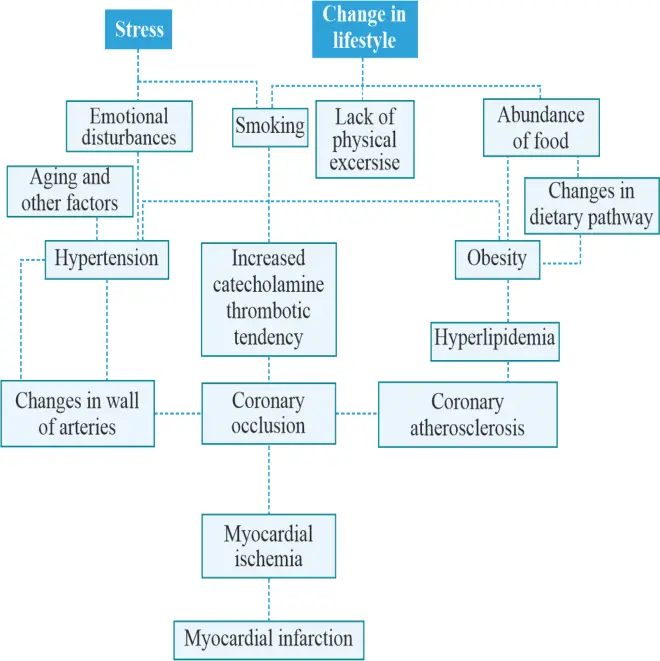 Stress
Change in
lifestyle
Emotional
disturbances
Smoking
Lack of
physical
excersise
Abundance
of food
Aging and
other factors
Changes in
dietary pathway
Hypertension
Increased
catecholamine
thrombotic
tendency
Obesity
Hyperlipidemia
Changes in wall
of arteries
Coronary
occlusion
Coronary
atherosclerosis
Myocardial
ischemia
Myocardial infarction